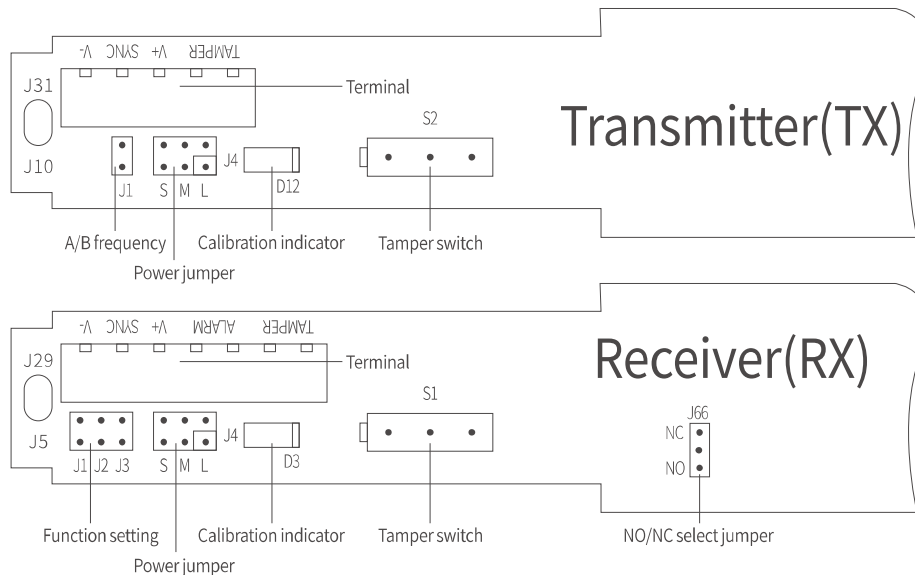 V- SYNC V+ TAMPER
J31
Terminal
S2
Transmitter(TX)
J10
J1
S M L
J4
D12
A/B frequency
Calibration indicator
Tamper switch
Power jumper
V- SYNC V+ ALARM TAMPER
J29
Terminal
S1
Receiver(RX)
J66
NC
NO
J5
J1 J2 J3
S M L
J4
D3
Function setting
Calibration indicator
Tamper switch
NO/NC select jumper
Power jumper